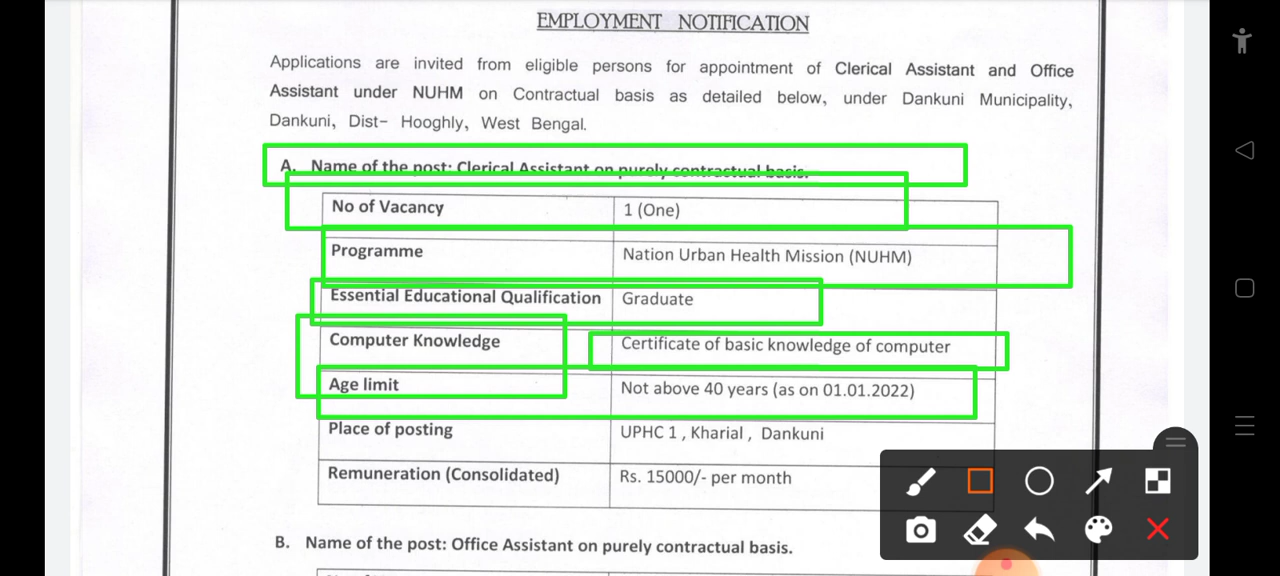 EMPLOYMENT NOTIFICATION
Applications are invited from eligible persons for appointment of Clerical Assistant and Office
Assistant under NUHM on Contractual basis as detailed below, under Dankuni Municipality,
Dankuni, Dist- Hooghly, West Bengal.
A. Name of the post: Clerical Assistant on purely contractual basis.
No of Vacancy 1 (One)
Programme Nation Urban Health Mission (NUHM)
Essential Educational Qualification Graduate
Computer Knowledge Certificate of basic knowledge of computer
Age limit Not above 40 years (as on 01.01.2022)
Place of posting UPHC 1 , Kharial , Dankuni
Remuneration (Consolidated) Rs. 15000/- per month
B. Name of the post: Office Assistant on purely contractual basis.